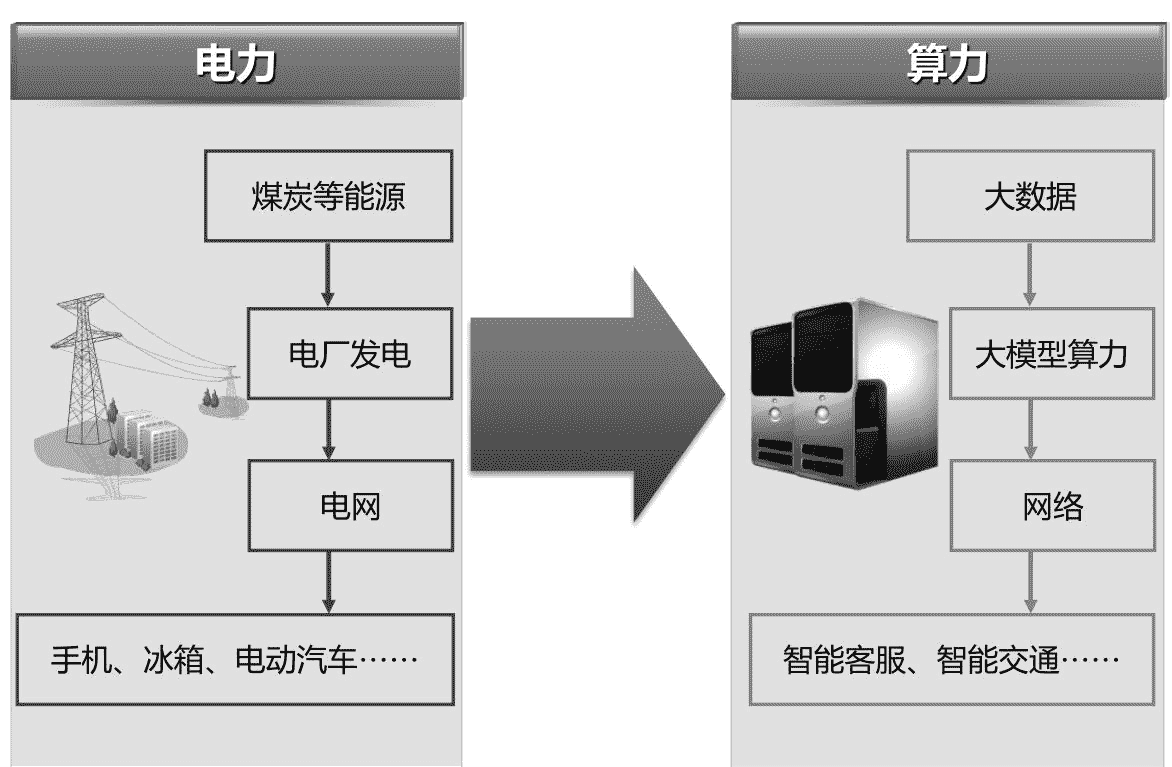 电力
煤炭等能源
电厂发电
电网
手机、冰箱、电动汽车……
算力
大数据
大模型算力
网络
智能客服、智能交通……